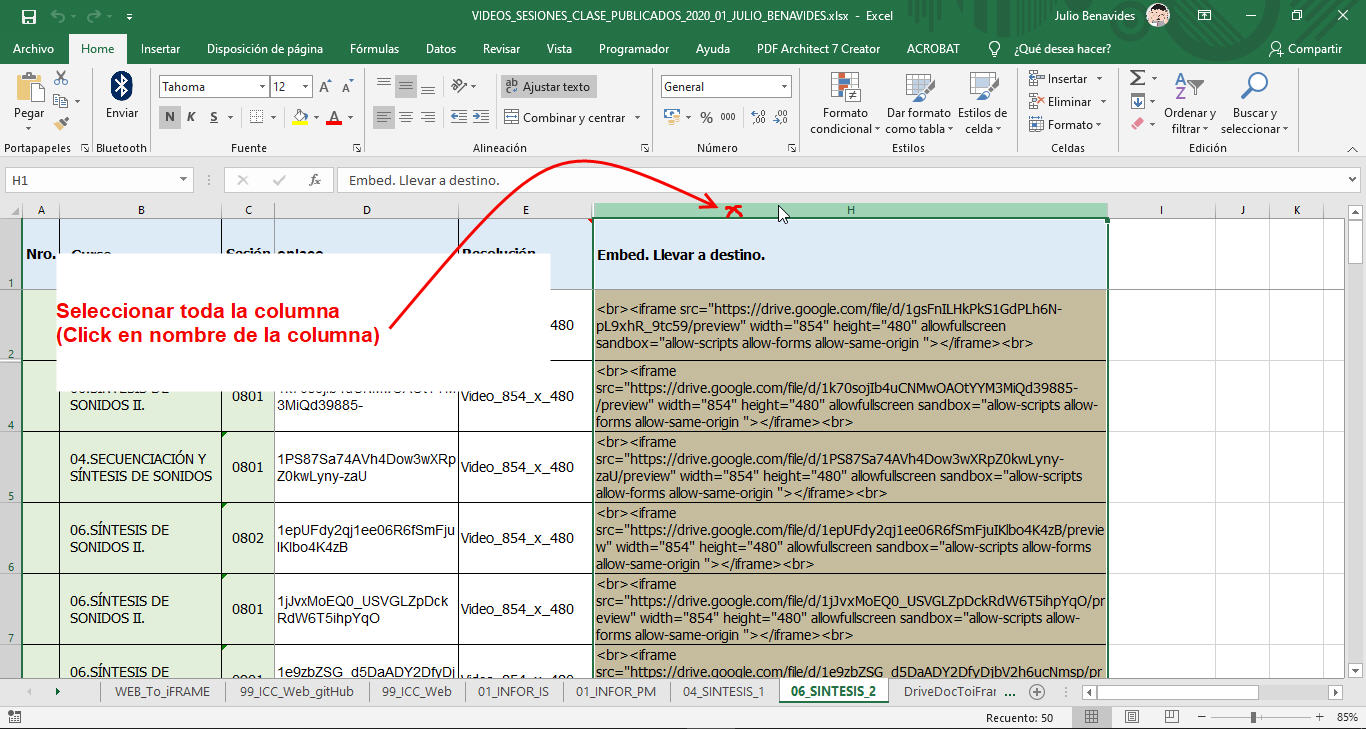 VIDEOS_SESIONES_CLASE_PUBLICADOS_2020_01_JULIO_BENAVIDES.xlsx - Excel
Julio Benavides
Archivo Home Insertar Disposición de página Fórmulas Datos Revisar Vista Programador Ayuda PDF Architect 7 Creator ACROBAT ¿Qué desea hacer? Compartir
Pegar
Portapapeles
Enviar
Bluetooth
Tahoma 12
N K S
Fuente
Ajustar texto
Combinar y centrar
Alineación
General
% 000
Número
Formato condicional
Dar formato como tabla
Estilos de celda
Estilos
Insertar
Eliminar
Formato
Celdas
Ordenar y filtrar
Buscar y seleccionar
Edición
H1
fx
Embed. Llevar a destino.
A B C D E H I J K
1
Nro. Curso Sesión enlace Resolución Embed. Llevar a destino.
Seleccionar toda la columna
(Click en nombre de la columna)
2
_480
<br><iframe src="https://drive.google.com/file/d/1gsFnILHkPkS1GdPLh6N-
pL9xhR_9tc59/preview" width="854" height="480" allowfullscreen
sandbox="allow-scripts allow-forms allow-same-origin "></iframe><br>
4
SONIDOS II.
0801
3MiQd39885-
Video_854_x_480
<br><iframe
src="https://drive.google.com/file/d/1k70sojIb4uCNMwOAOtYYM3MiQd39885-
/preview" width="854" height="480" allowfullscreen sandbox="allow-scripts allow-
forms allow-same-origin "></iframe><br>
5
04.SECUENCIACIÓN Y
SÍNTESIS DE SONIDOS
0801
1PS87Sa74AVh4Dow3wXRp
Z0kwLyny-zaU
Video_854_x_480
<br><iframe
src="https://drive.google.com/file/d/1PS87Sa74AVh4Dow3wXRpZ0kwLyny-
zaU/preview" width="854" height="480" allowfullscreen sandbox="allow-scripts
allow-forms allow-same-origin "></iframe><br>
6
06.SÍNTESIS DE
SONIDOS II.
0802
1epUFdy2qj1ee06R6fSmFju
IKlbo4K4zB
Video_854_x_480
<br><iframe
src="https://drive.google.com/file/d/1epUFdy2qj1ee06R6fSmFjuIKlbo4K4zB/previe
w" width="854" height="480" allowfullscreen sandbox="allow-scripts allow-forms
allow-same-origin "></iframe><br>
7
06.SÍNTESIS DE
SONIDOS II.
0801
1jJvxMoEQ0_USVGLZpDck
RdW6T5ihpYqO
Video_854_x_480
<br><iframe
src="https://drive.google.com/file/d/1jJvxMoEQ0_USVGLZpDckRdW6T5ihpYqO/pr
eview" width="854" height="480" allowfullscreen sandbox="allow-scripts allow-
forms allow-same-origin "></iframe><br>
06.SÍNTESIS DE
1e9zbZSG_d5DaADY2DfyDj
<br><iframe
src="https://drive.google.com/file/d/1e9zbZSG_d5DaADY2DfyDjbV2h6ucNmsp/pr
WEB_To_iFRAME 99_ICC_Web_gitHub 99_ICC_Web 01_INFOR_IS 01_INFOR_PM 04_SINTESIS_1 06_SINTESIS_2 DriveDocToiFrar ...
Recuento: 50
85%